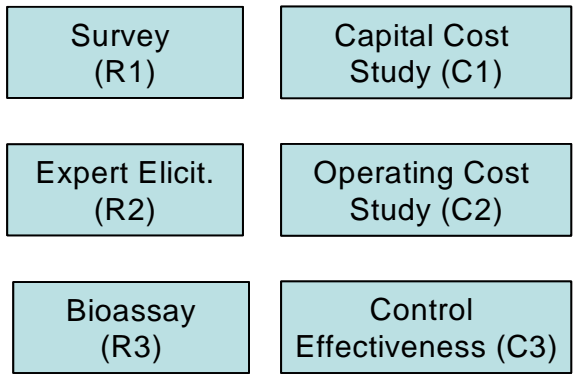 Survey
(R1)
Capital Cost
Study (C1)
Expert Elicit.
(R2)
Operating Cost
Study (C2)
Bioassay
(R3)
Control
Effectiveness (C3)